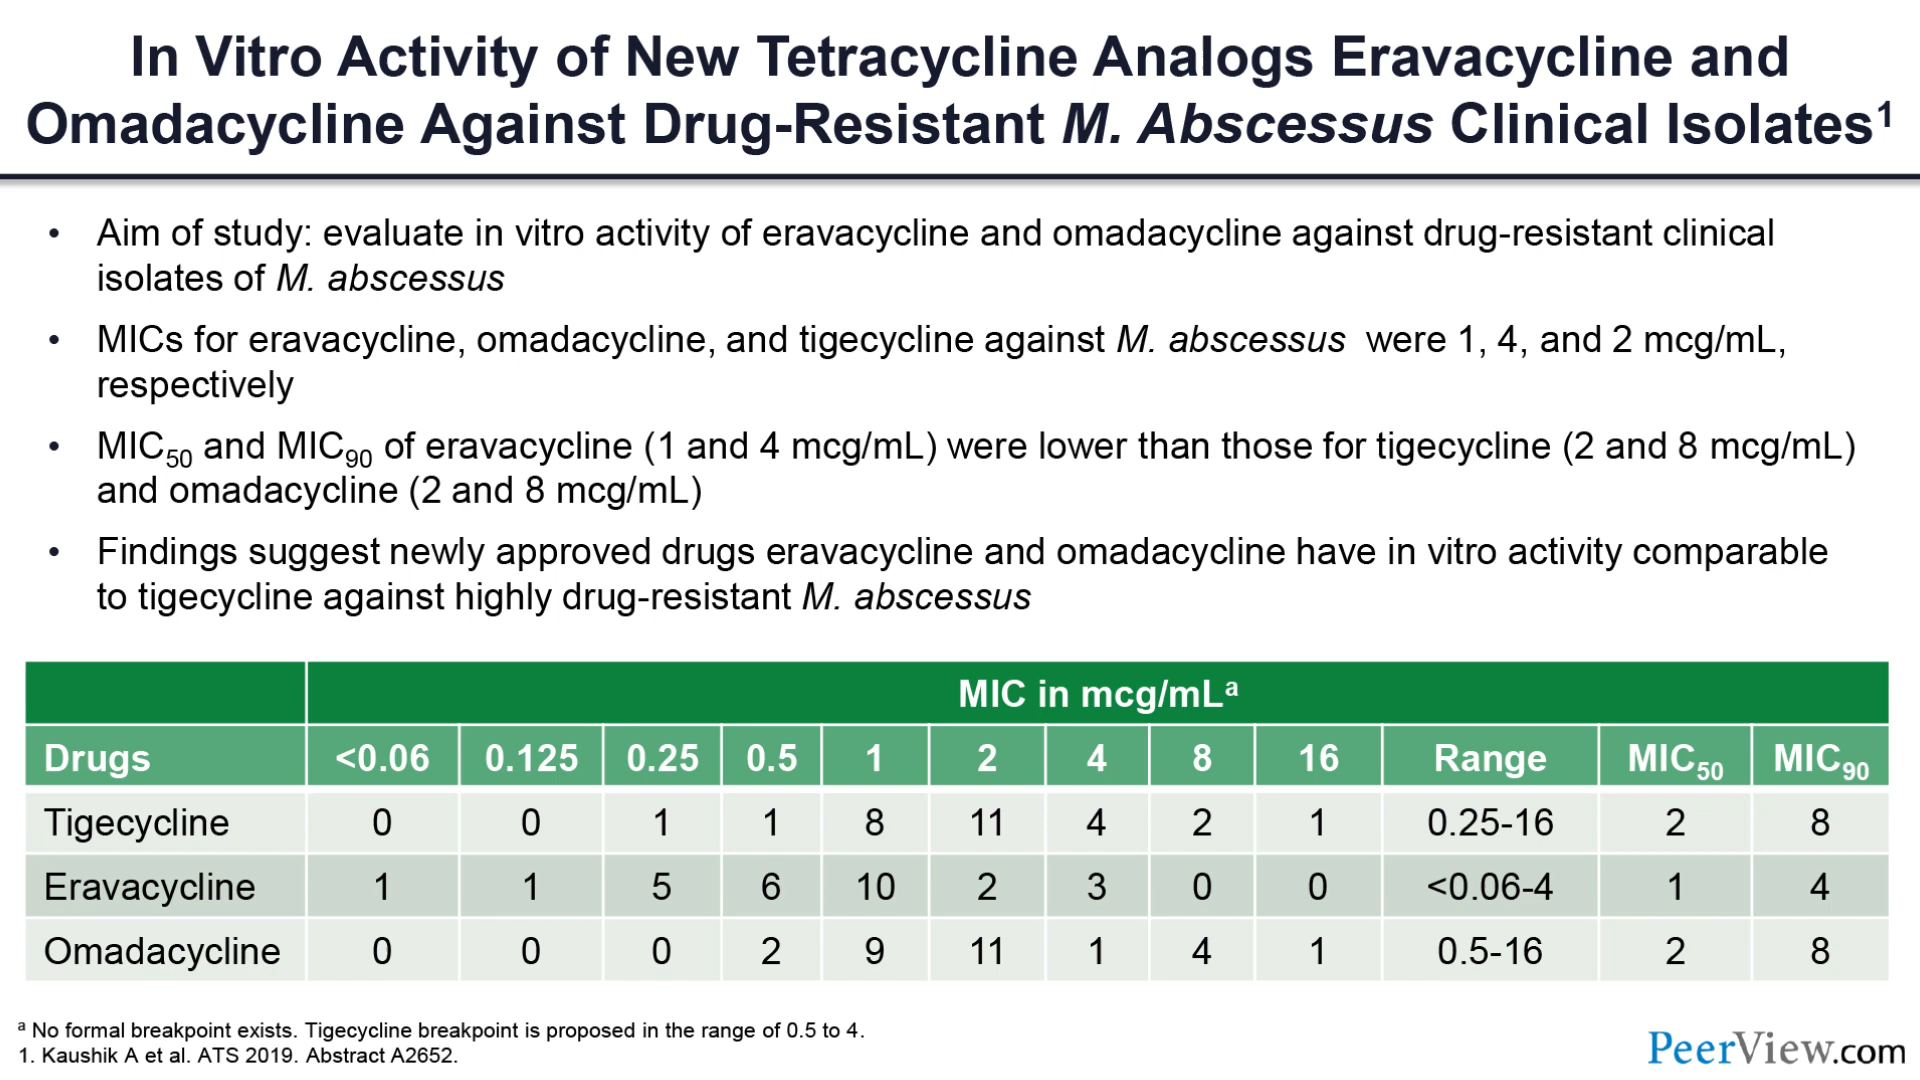 In Vitro Activity of New Tetracycline Analogs Eravacycline and
Omadacycline Against Drug-Resistant M. Abscessus Clinical Isolates1
• Aim of study: evaluate in vitro activity of eravacycline and omadacycline against drug-resistant clinical
isolates of M. abscessus
• MICs for eravacycline, omadacycline, and tigecycline against M. abscessus were 1, 4, and 2 mcg/mL,
respectively
• MIC50 and MIC90 of eravacycline (1 and 4 mcg/mL) were lower than those for tigecycline (2 and 8 mcg/mL)
and omadacycline (2 and 8 mcg/mL)
• Findings suggest newly approved drugs eravacycline and omadacycline have in vitro activity comparable
to tigecycline against highly drug-resistant M. abscessus
MIC in mcg/mLa
Drugs <0.06 0.125 0.25 0.5 1 2 4 8 16 Range MIC50 MIC90
Tigecycline 0 0 1 1 8 11 4 2 1 0.25-16 2 8
Eravacycline 1 1 5 6 10 2 3 0 0 <0.06-4 1 4
Omadacycline 0 0 0 2 9 11 1 4 1 0.5-16 2 8
a No formal breakpoint exists. Tigecycline breakpoint is proposed in the range of 0.5 to 4.
1. Kaushik A et al. ATS 2019. Abstract A2652.
PeerView.com